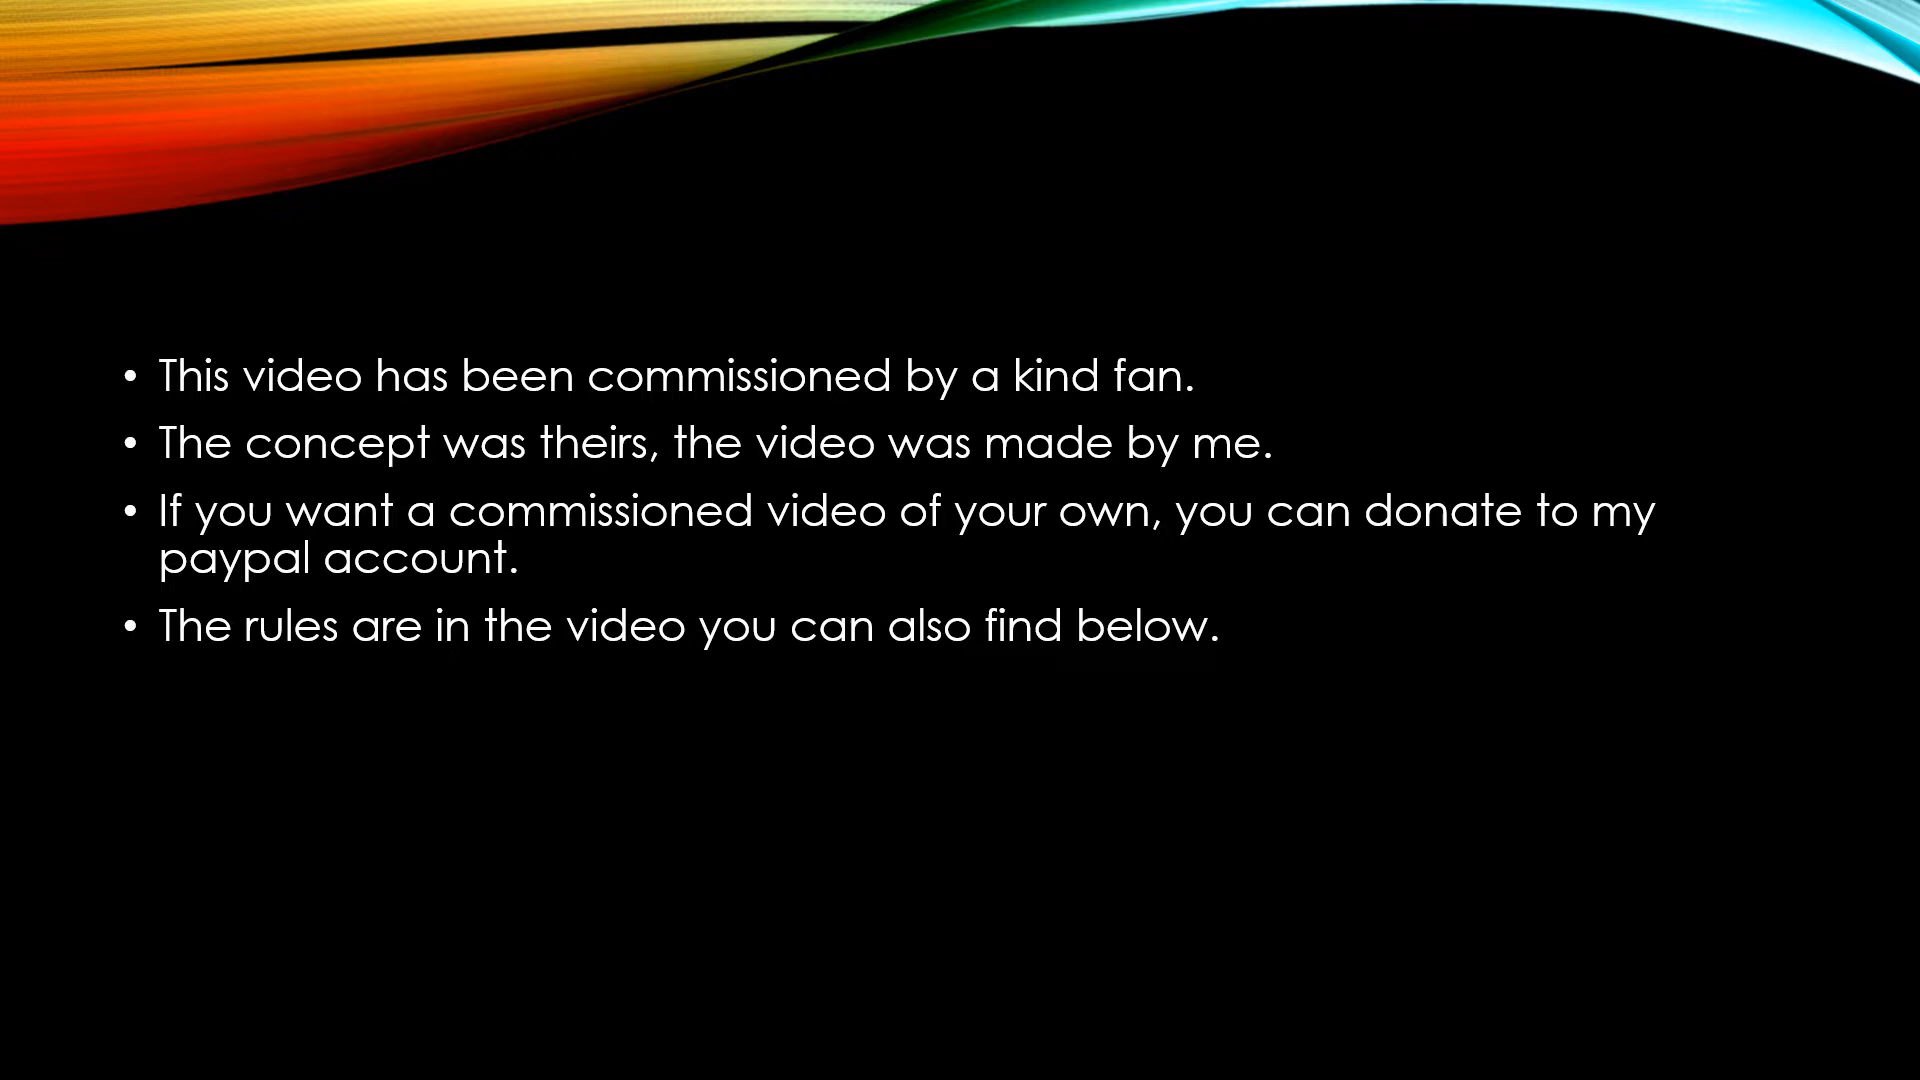 • This video has been commissioned by a kind fan.
• The concept was theirs, the video was made by me.
• If you want a commissioned video of your own, you can donate to my
paypal account.
• The rules are in the video you can also find below.